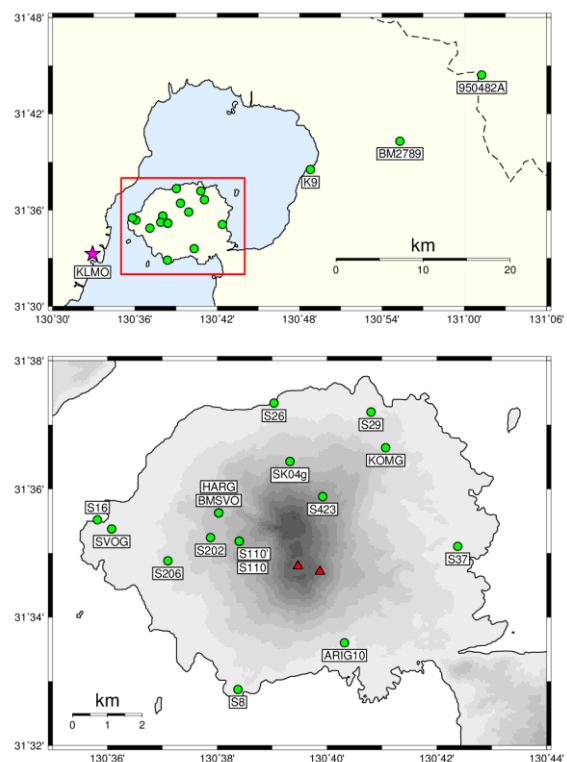 31˚48'
31˚42'
31˚36'
31˚30'
950482A
BM2789
K9
KLMO
km
0 10 20
130˚30' 130˚36' 130˚42' 130˚48' 130˚54' 131˚00' 131˚06'
31˚38'
31˚36'
31˚34'
31˚32'
S26
S29
KOMG
SK04g
HARG
BMSVO
S423
S16
SVOG
S202
S110'
S110
S206
S37
ARIG10
S8
km
0 1 2
130˚36' 130˚38' 130˚40' 130˚42' 130˚44'